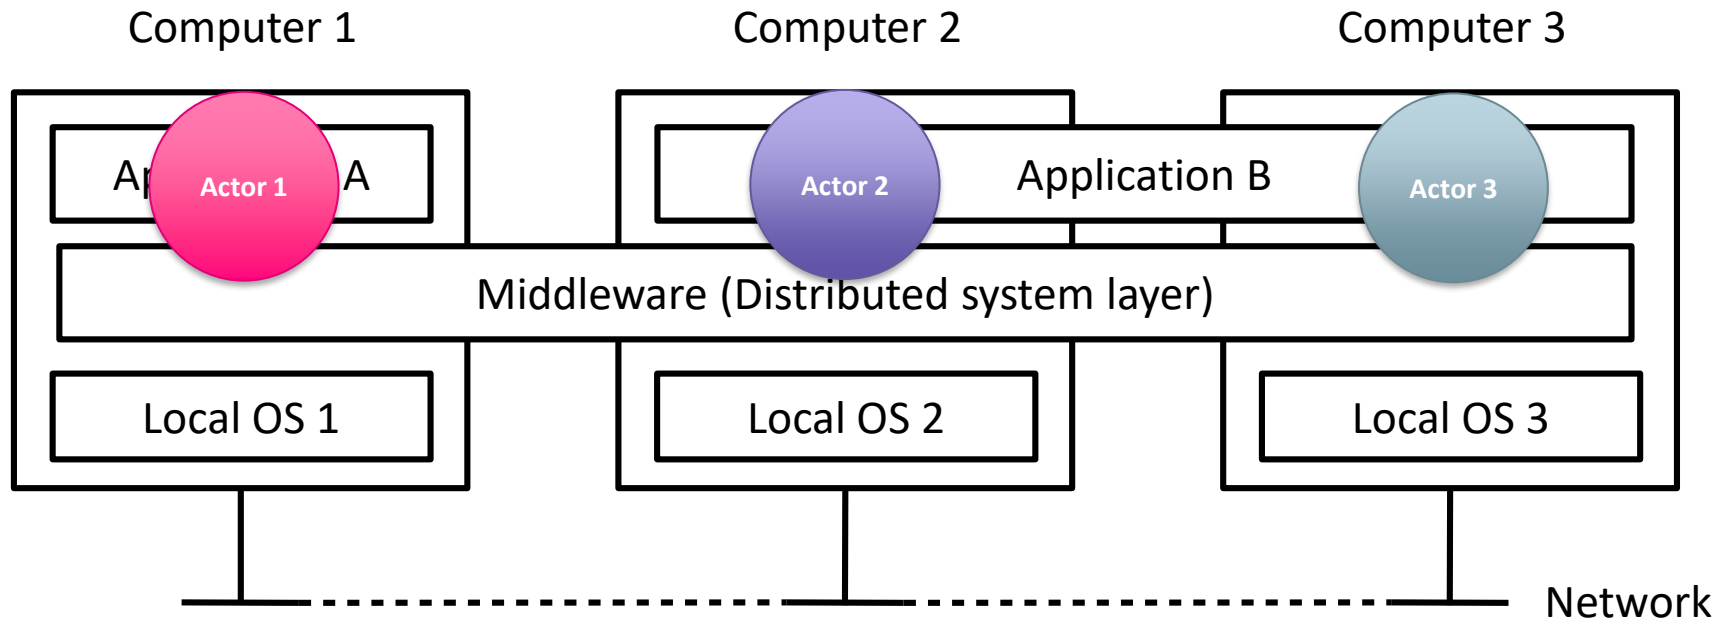 Computer 1
Computer 2
Computer 3
A
Actor 1
Actor 2
Application B
Actor 3
Middleware (Distributed system layer)
Local OS 1
Local OS 2
Local OS 3
Network